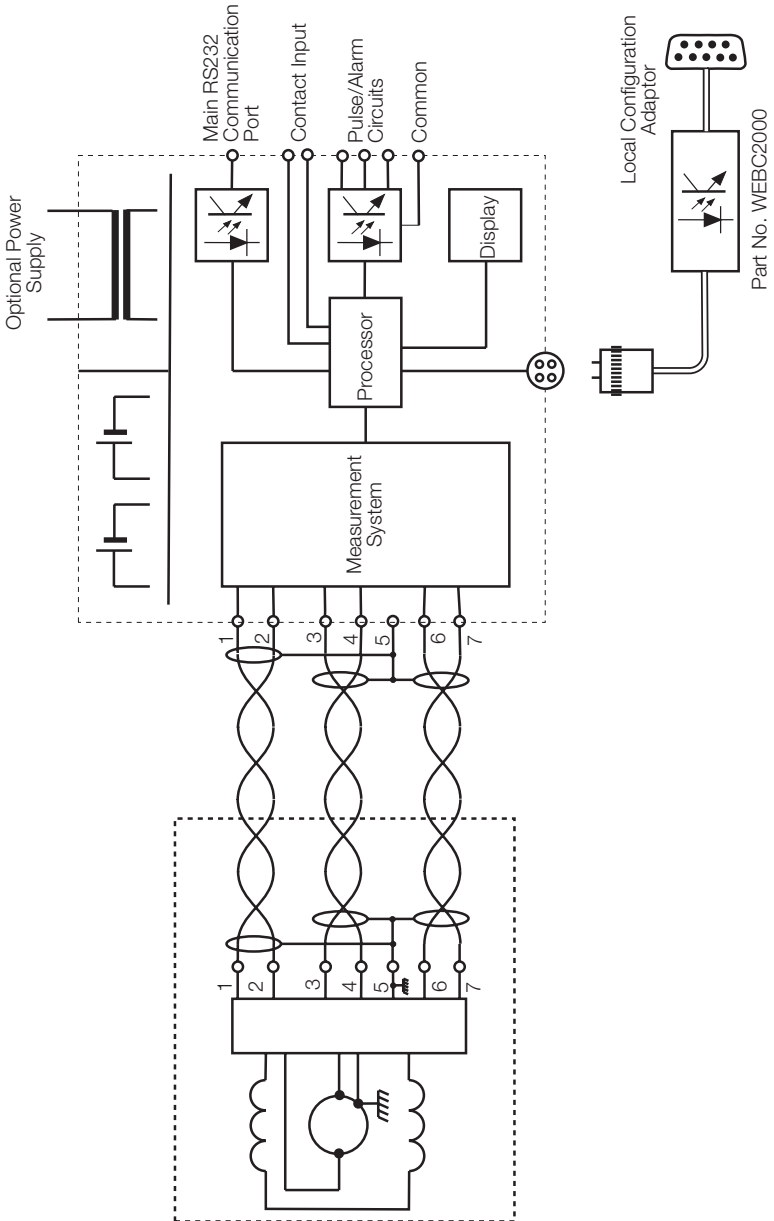 Optional Power
Supply
Main RS232
Communication
Port
Contact Input
Pulse/Alarm
Circuits
Common
Display
Processor
Measurement
System
1
2
3
4
5
6
7
1
2
3
4
5
6
7
Local Configuration
Adaptor
Part No. WEBC2000